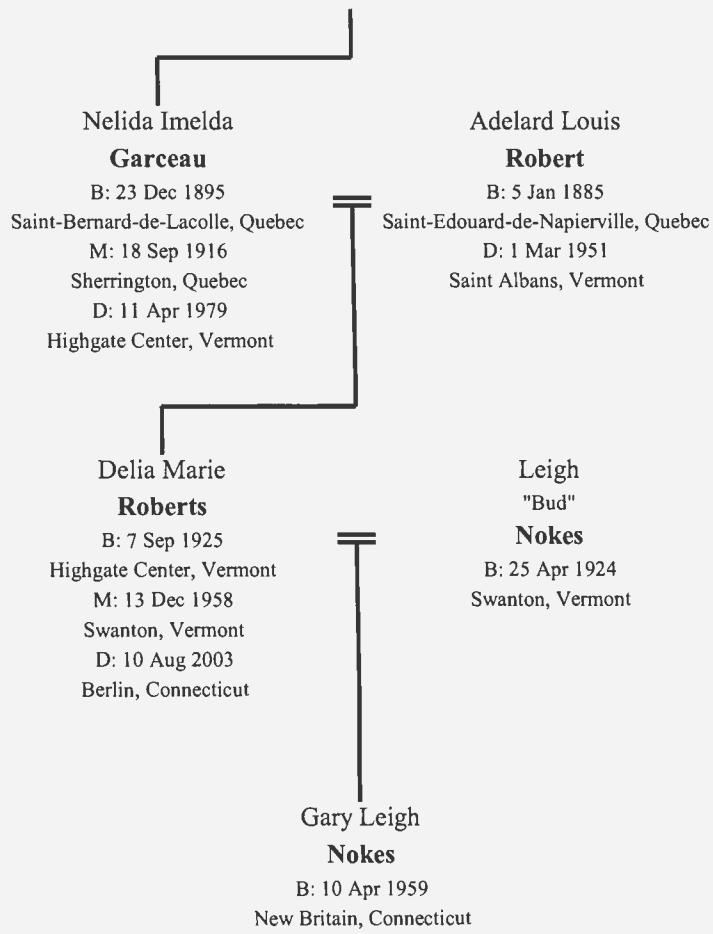 Nelida Imelda
Garceau
B: 23 Dec 1895
Saint-Bernard-de-Lacolle, Quebec
M: 18 Sep 1916
Sherrington, Quebec
D: 11 Apr 1979
Highgate Center, Vermont
Adelard Louis
Robert
B: 5 Jan 1885
Saint-Edouard-de-Napierville, Quebec
D: 1 Mar 1951
Saint Albans, Vermont
Delia Marie
Roberts
B: 7 Sep 1925
Highgate Center, Vermont
M: 13 Dec 1958
Swanton, Vermont
D: 10 Aug 2003
Berlin, Connecticut
Leigh
"Bud"
Nokes
B: 25 Apr 1924
Swanton, Vermont
Gary Leigh
Nokes
B: 10 Apr 1959
New Britain, Connecticut